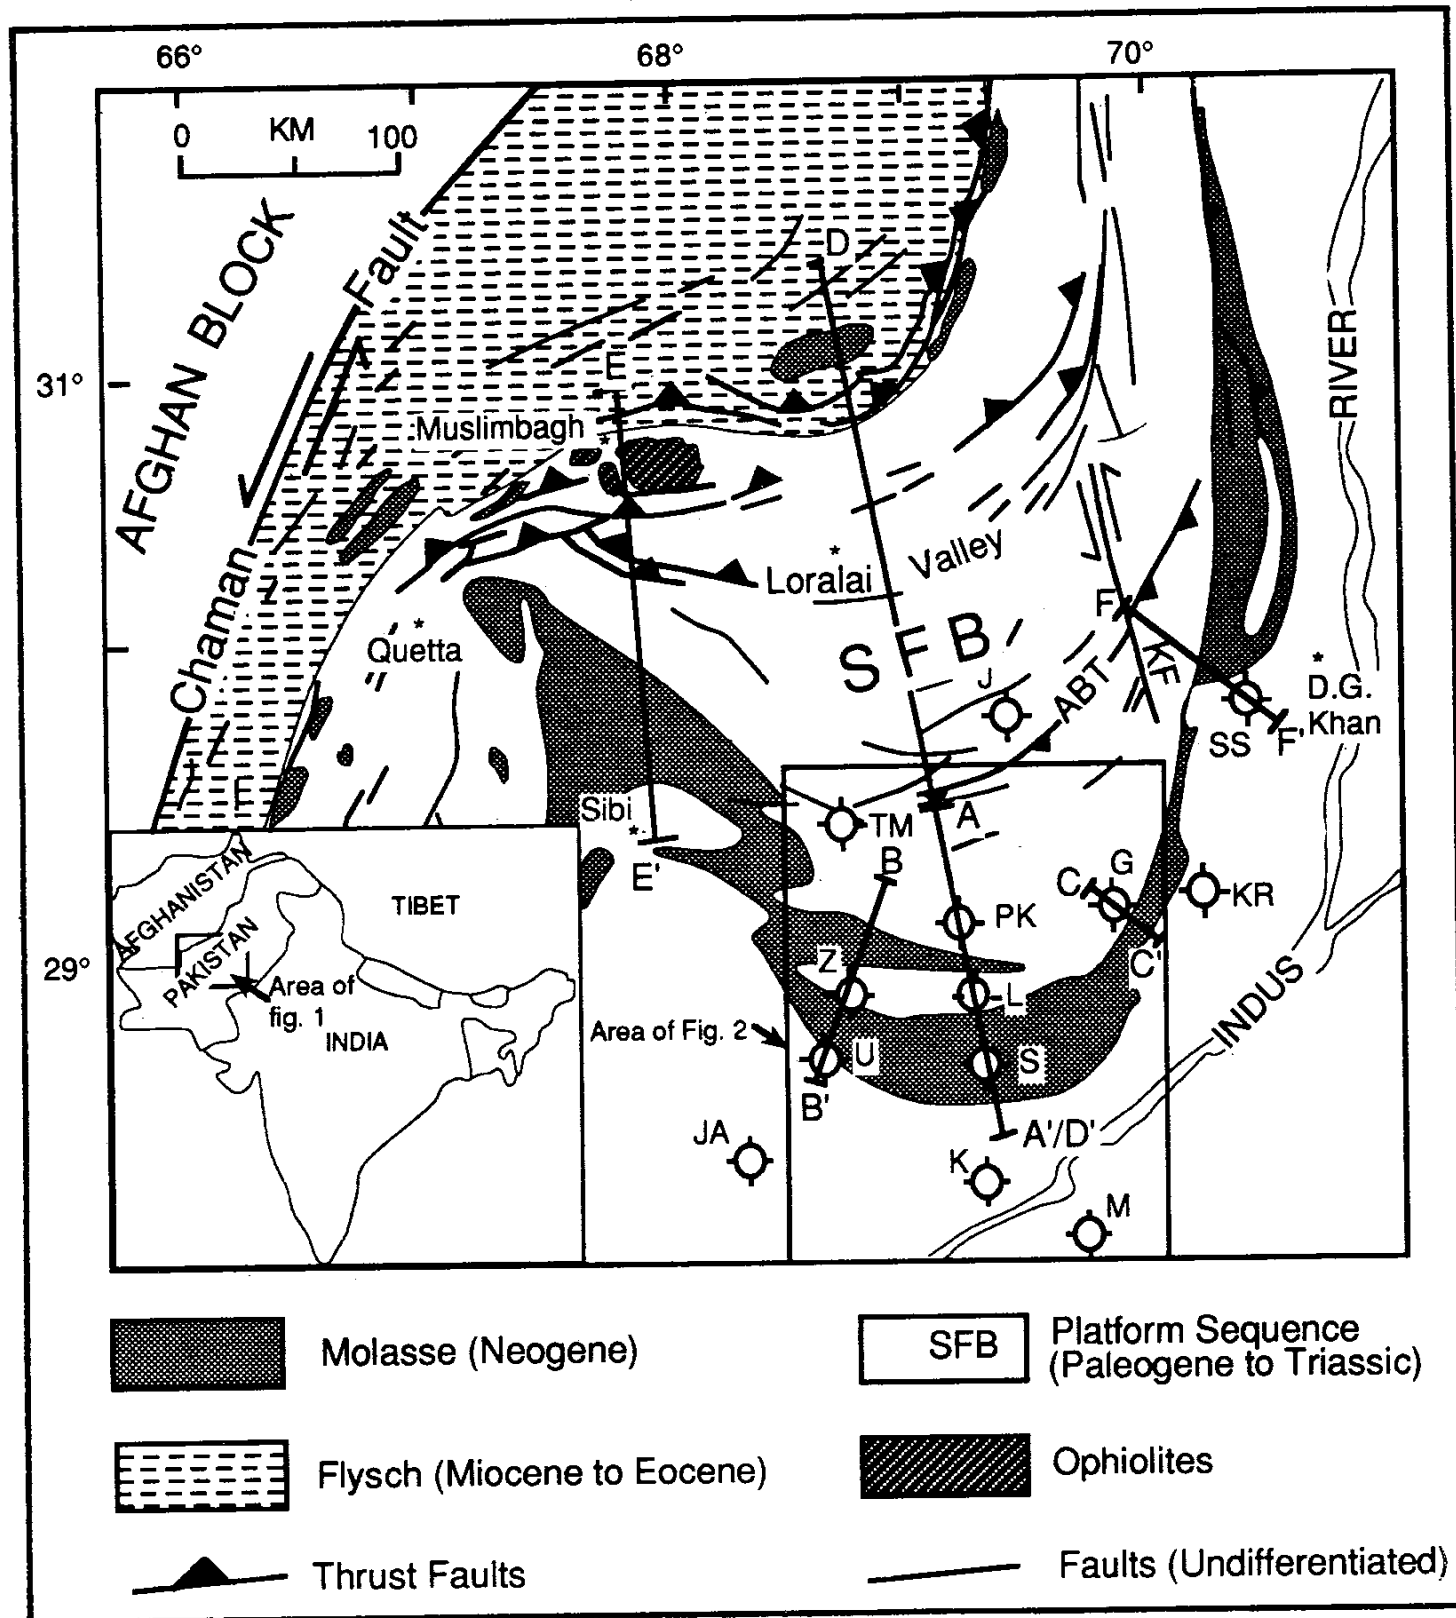 66° 68° 70°
0 KM 100
AFGHAN BLOCK
Fault
Chaman
D
E
31°
Muslimbagh
*
RIVER
Loralai
*
Valley
Quetta
*
SFB
F
KF
ABT
J
*
D.G.
Khan
SS
F'
Sibi
*
E'
TM
A
B
G
C
KR
PK
C'
29°
Z
L
INDUS
Area of Fig. 2
U
S
B'
A'/D'
JA
K
M
AFGHANISTAN
TIBET
PAKISTAN
Area of
fig. 1
INDIA
Molasse (Neogene)
SFB
Platform Sequence
(Paleogene to Triassic)
Flysch (Miocene to Eocene)
Ophiolites
Thrust Faults
Faults (Undifferentiated)